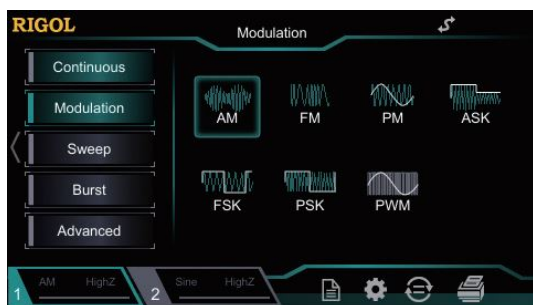 RIGOL
Modulation
Continuous
Modulation
Sweep
Burst
Advanced
AM
FM
PM
ASK
FSK
PSK
PWM
1 AM HighZ
2 Sine HighZ